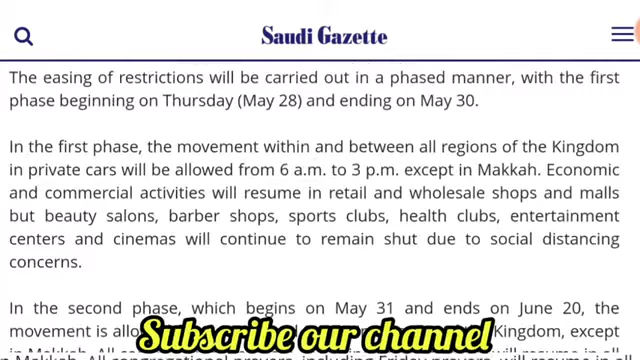 Saudi Gazette
The easing of restrictions will be carried out in a phased manner, with the first
phase beginning on Thursday (May 28) and ending on May 30.
In the first phase, the movement within and between all regions of the Kingdom
in private cars will be allowed from 6 a.m. to 3 p.m. except in Makkah. Economic
and commercial activities will resume in retail and wholesale shops and malls
but beauty salons, barber shops, sports clubs, health clubs, entertainment
centers and cinemas will continue to remain shut due to social distancing
concerns.
In the second phase, which begins on May 31 and ends on June 20, the
movement is Kingdom, except
Subscribe our channel